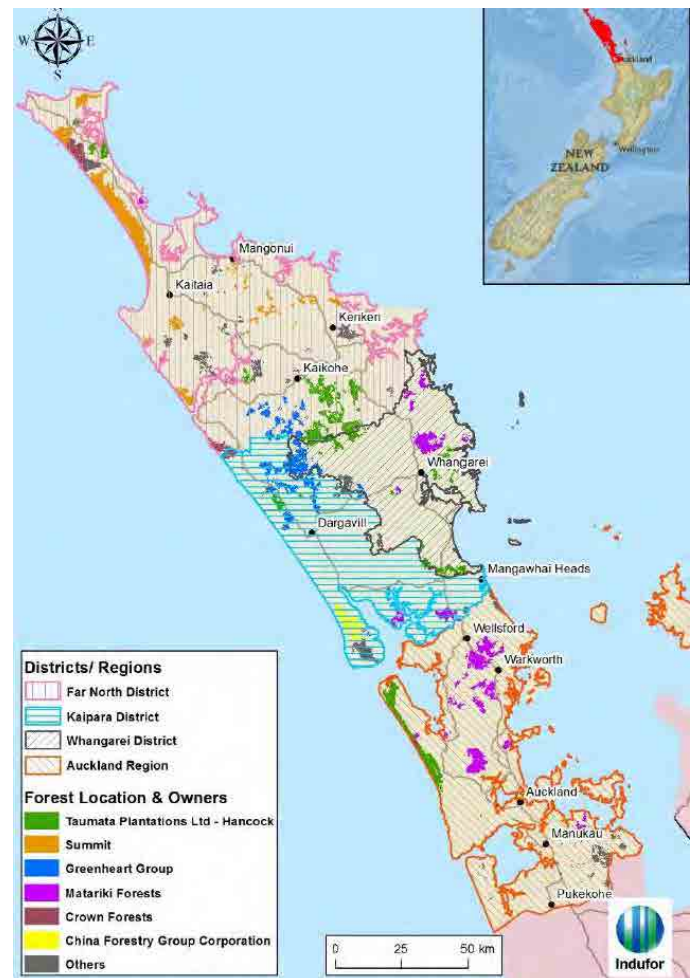 N
W
E
S
Auckland
Wellington
NEW
ZEALAND
Mangonui
Kaitaia
Kerikeri
Kaikohe
Whangarei
Dargavill
Mangawhai Heads
Wellsford
Warkworth
Auckland
Manukau
Pukekohe
Districts/ Regions
Far North District
Kaipara District
Whangarei District
Auckland Region
Forest Location & Owners
Taumata Plantations Ltd - Hancock
Summit
Greenheart Group
Matariki Forests
Crown Forests
China Forestry Group Corporation
Others
0 25 50 km
Indufor